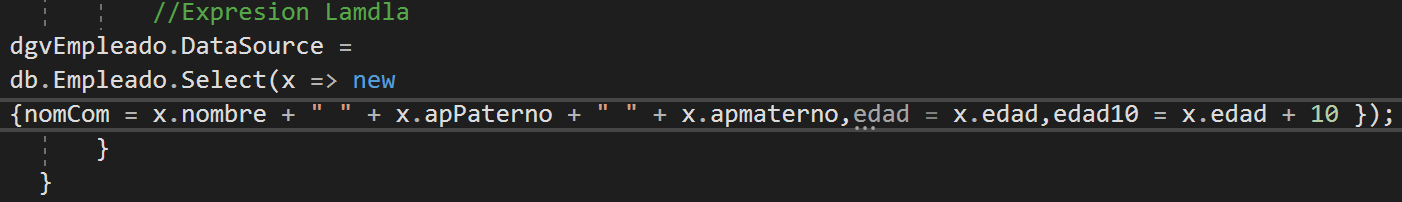 //Expresion Lamdla
dgvEmpleado.DataSource =
db.Empleado.Select(x => new
{nomCom = x.nombre + " " + x.apPaterno + " " + x.apmaterno,edad = x.edad,edad10 = x.edad + 10 });
}
}